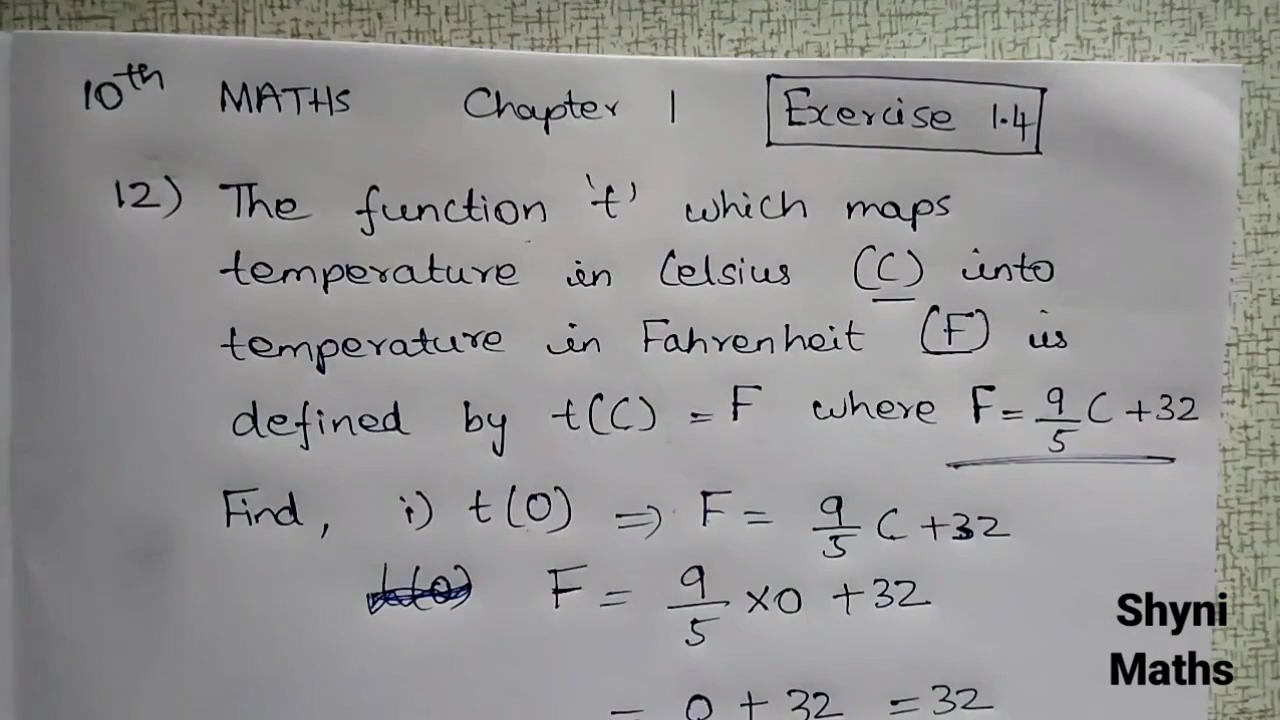 10th MATHS Chapter 1 Exercise 1.4
12) The function 't' which maps
temperature in Celsius (C) into
temperature in Fahrenheit (F) is
defined by t(C) = F where F = 9/5 C + 32
Find, i) t(0) ⇒ F = 9/5 C + 32
F = 9/5 × 0 + 32
= 0 + 32 = 32
Shyni
Maths